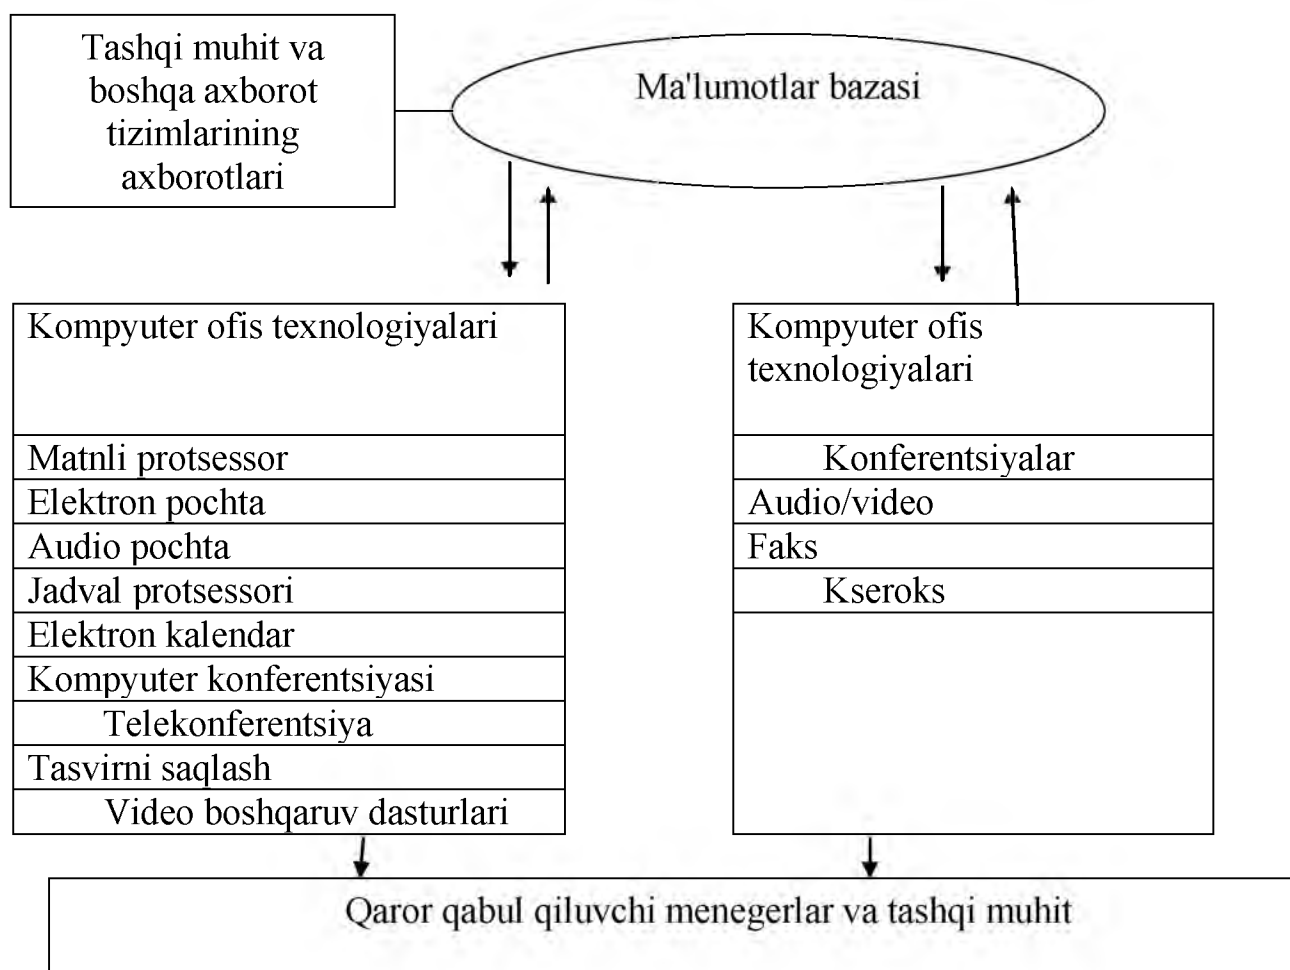 Tashqi muhit va
boshqa axborot
tizimlarining
axborotlari
Ma'lumotlar bazasi
Kompyuter ofis texnologiyalari
Matnli protsessor
Elektron pochta
Audio pochta
Jadval protsessori
Elektron kalendar
Kompyuter konferentsiyasi
Telekonferentsiya
Tasvirni saqlash
Video boshqaruv dasturlari
Kompyuter ofis
texnologiyalari
Konferentsiyalar
Audio/video
Faks
Kseroks
Qaror qabul qiluvchi menegerlar va tashqi muhit